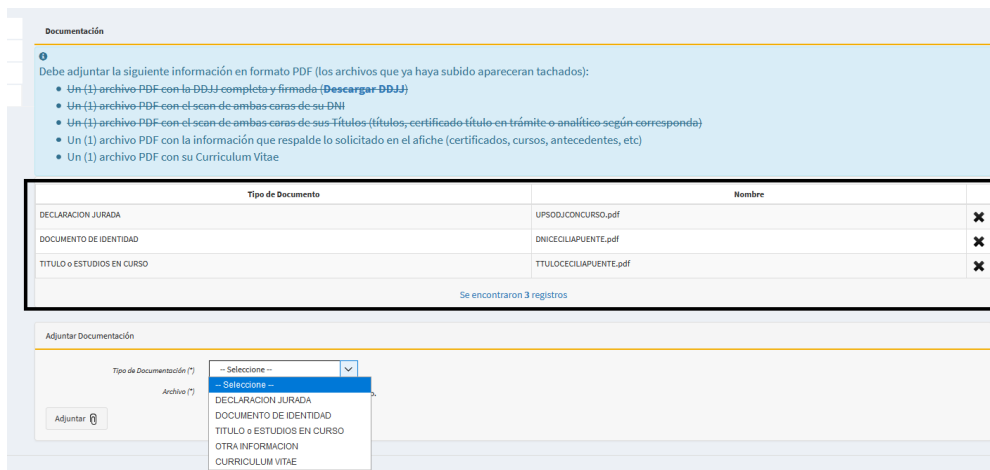 Documentación
Debe adjuntar la siguiente información en formato PDF (los archivos que ya haya subido apareceran tachados):
Un (1) archivo PDF con la DDJJ completa y firmada (Descargar DDJJ)
Un (1) archivo PDF con el scan de ambas caras de su DNI
Un (1) archivo PDF con el scan de ambas caras de sus Títulos (títulos, certificado título en trámite o analítico según corresponda)
Un (1) archivo PDF con la información que respalde lo solicitado en el afiche (certificados, cursos, antecedentes, etc)
Un (1) archivo PDF con su Curriculum Vitae
Tipo de Documento Nombre
DECLARACION JURADA UPSODJCONCURSO.pdf
DOCUMENTO DE IDENTIDAD DNICECILIAPUENTE.pdf
TITULO o ESTUDIOS EN CURSO TTULOCECILIAPUENTE.pdf
Se encontraron 3 registros
Adjuntar Documentación
Tipo de Documentación (*) -- Seleccione --
-- Seleccione --
Archivo (*)
DECLARACION JURADA
DOCUMENTO DE IDENTIDAD
Adjuntar
TITULO o ESTUDIOS EN CURSO
OTRA INFORMACION
CURRICULUM VITAE